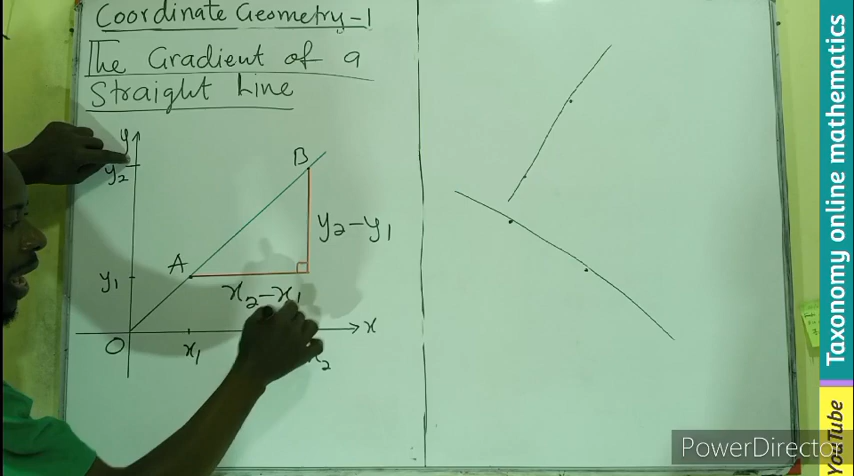 Coordinate Geometry-1
The Gradient of a
Straight Line
y
y₂
B
y₂-y₁
A
y₁
x₂-x₁
x
O
x₁
x₂
Taxonomy online mathematics
YouTube
PowerDirector